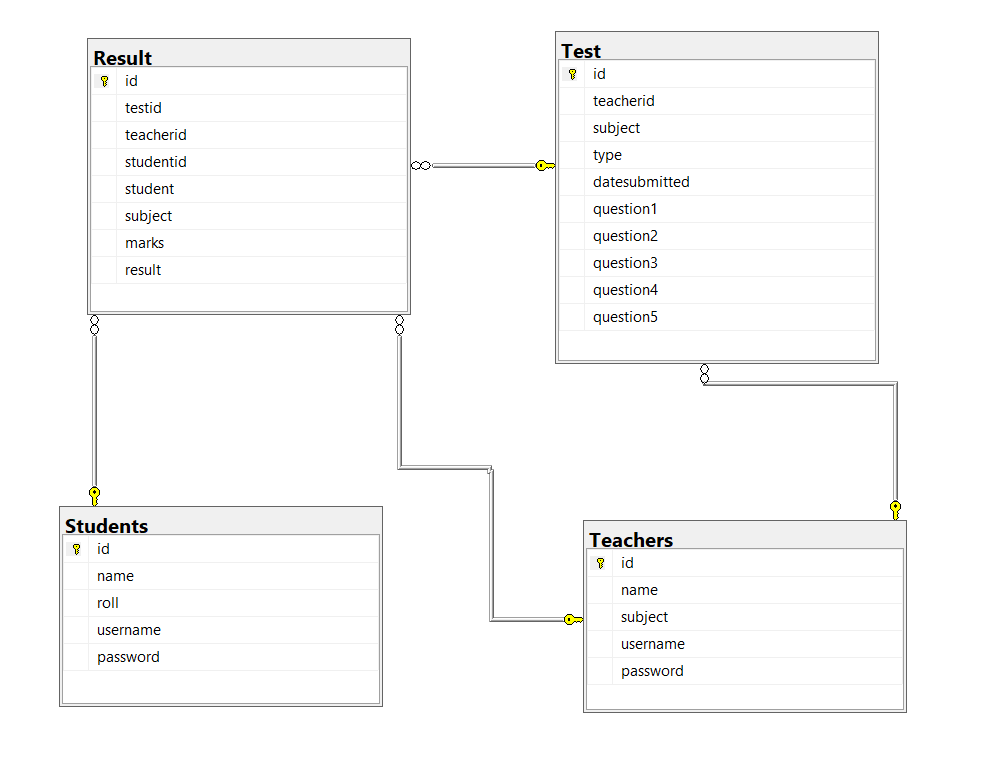 Result
id
testid
teacherid
studentid
student
subject
marks
result
Test
id
teacherid
subject
type
datesubmitted
question1
question2
question3
question4
question5
Students
id
name
roll
username
password
Teachers
id
name
subject
username
password